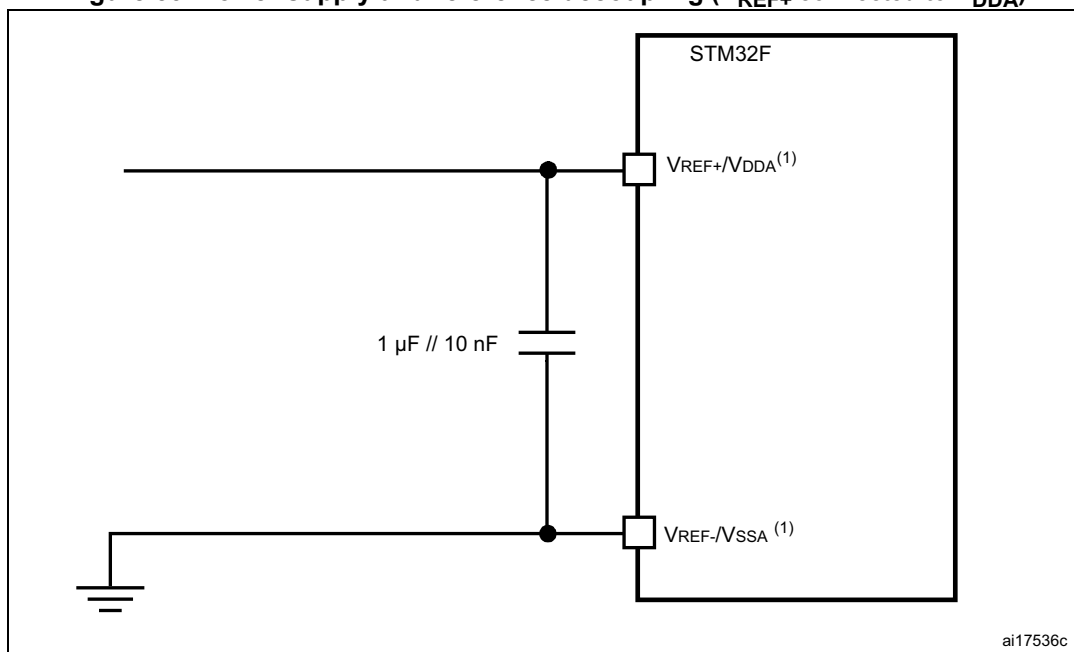 STM32F
VREF+/VDDA(1)
1 µF // 10 nF
VREF-/VSSA (1)
ai17536c